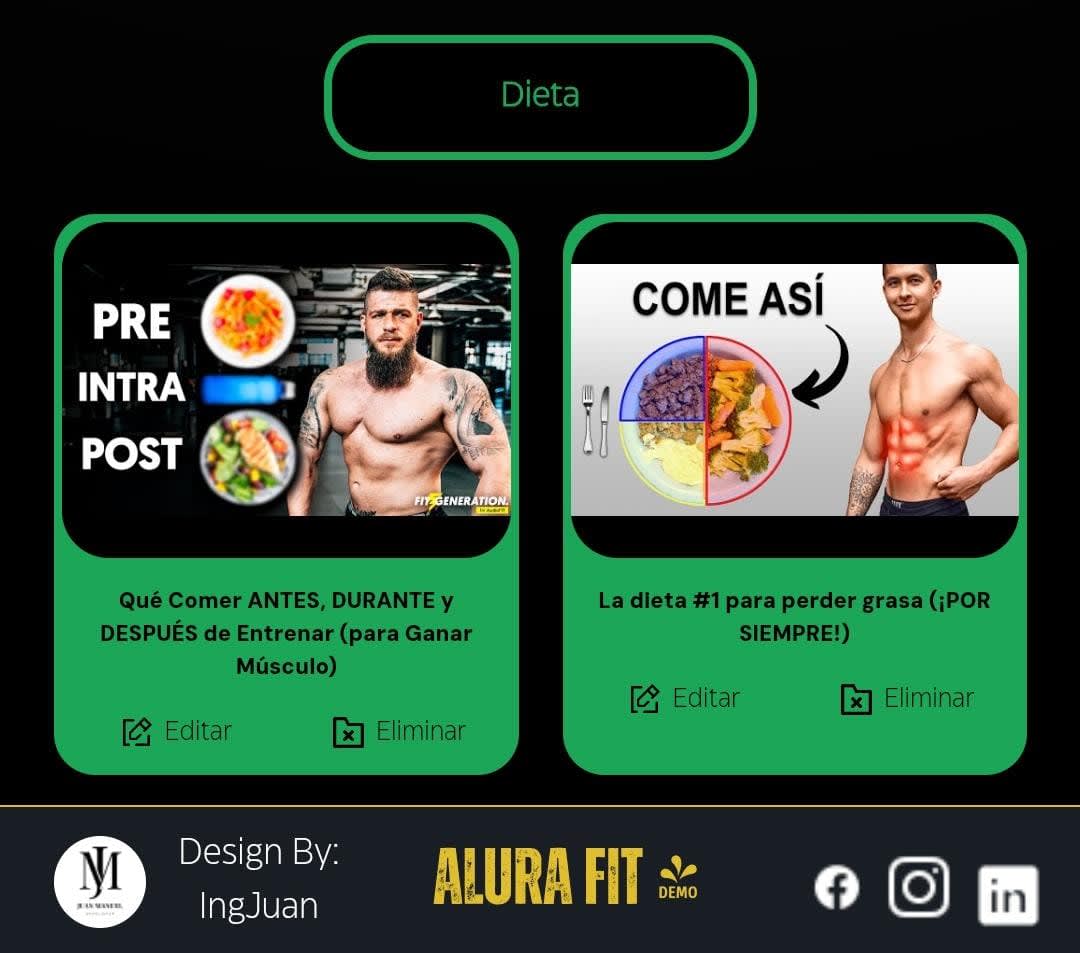 Dieta
PRE
INTRA
POST
FIT GENERATION.
COME ASÍ
Qué Comer ANTES, DURANTE y
DESPUÉS de Entrenar (para Ganar
Músculo)
Editar
Eliminar
La dieta #1 para perder grasa (¡POR
SIEMPRE!)
Editar
Eliminar
JM
JUAN MANUEL
Design By:
IngJuan
ALURA FIT
DEMO
in